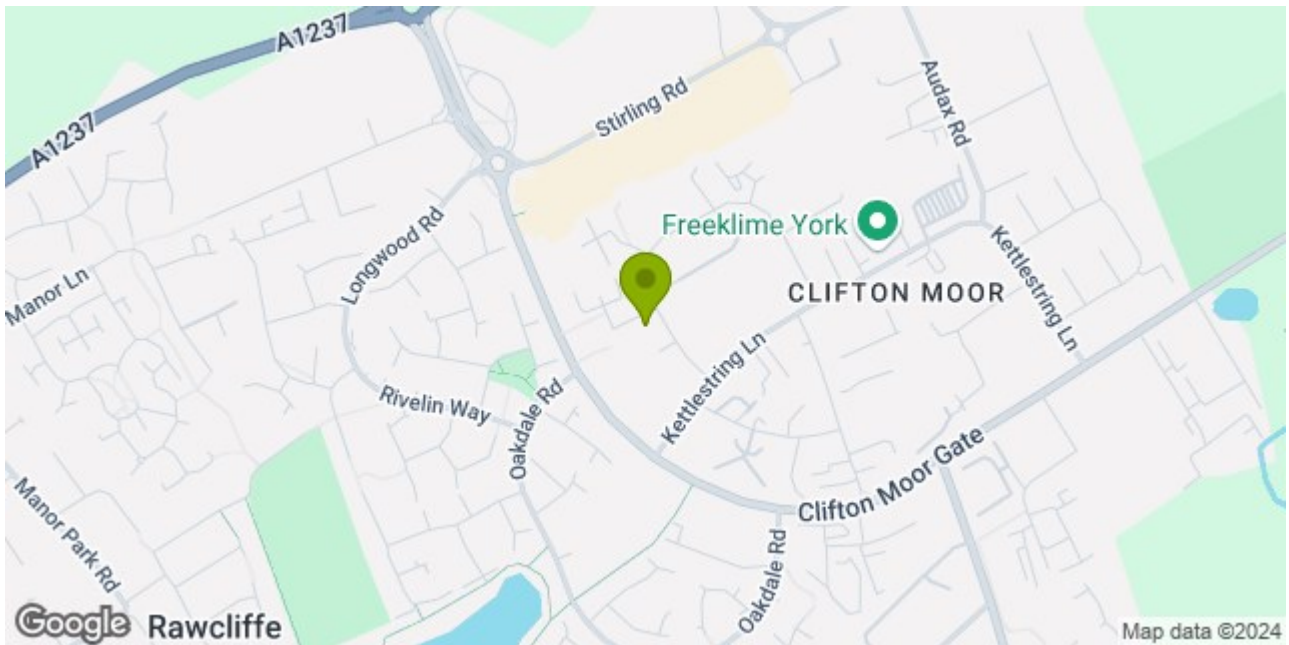 A1237
A1237
Stirling Rd
Audax Rd
Freeklime York
Longwood Rd
Manor Ln
CLIFTON MOOR
Kettlestring Ln
Kettlestring Ln
Rivelin Way
Oakdale Rd
Clifton Moor Gate
Manor Park Rd
Oakdale Rd
Google
Rawcliffe
Map data ©2024